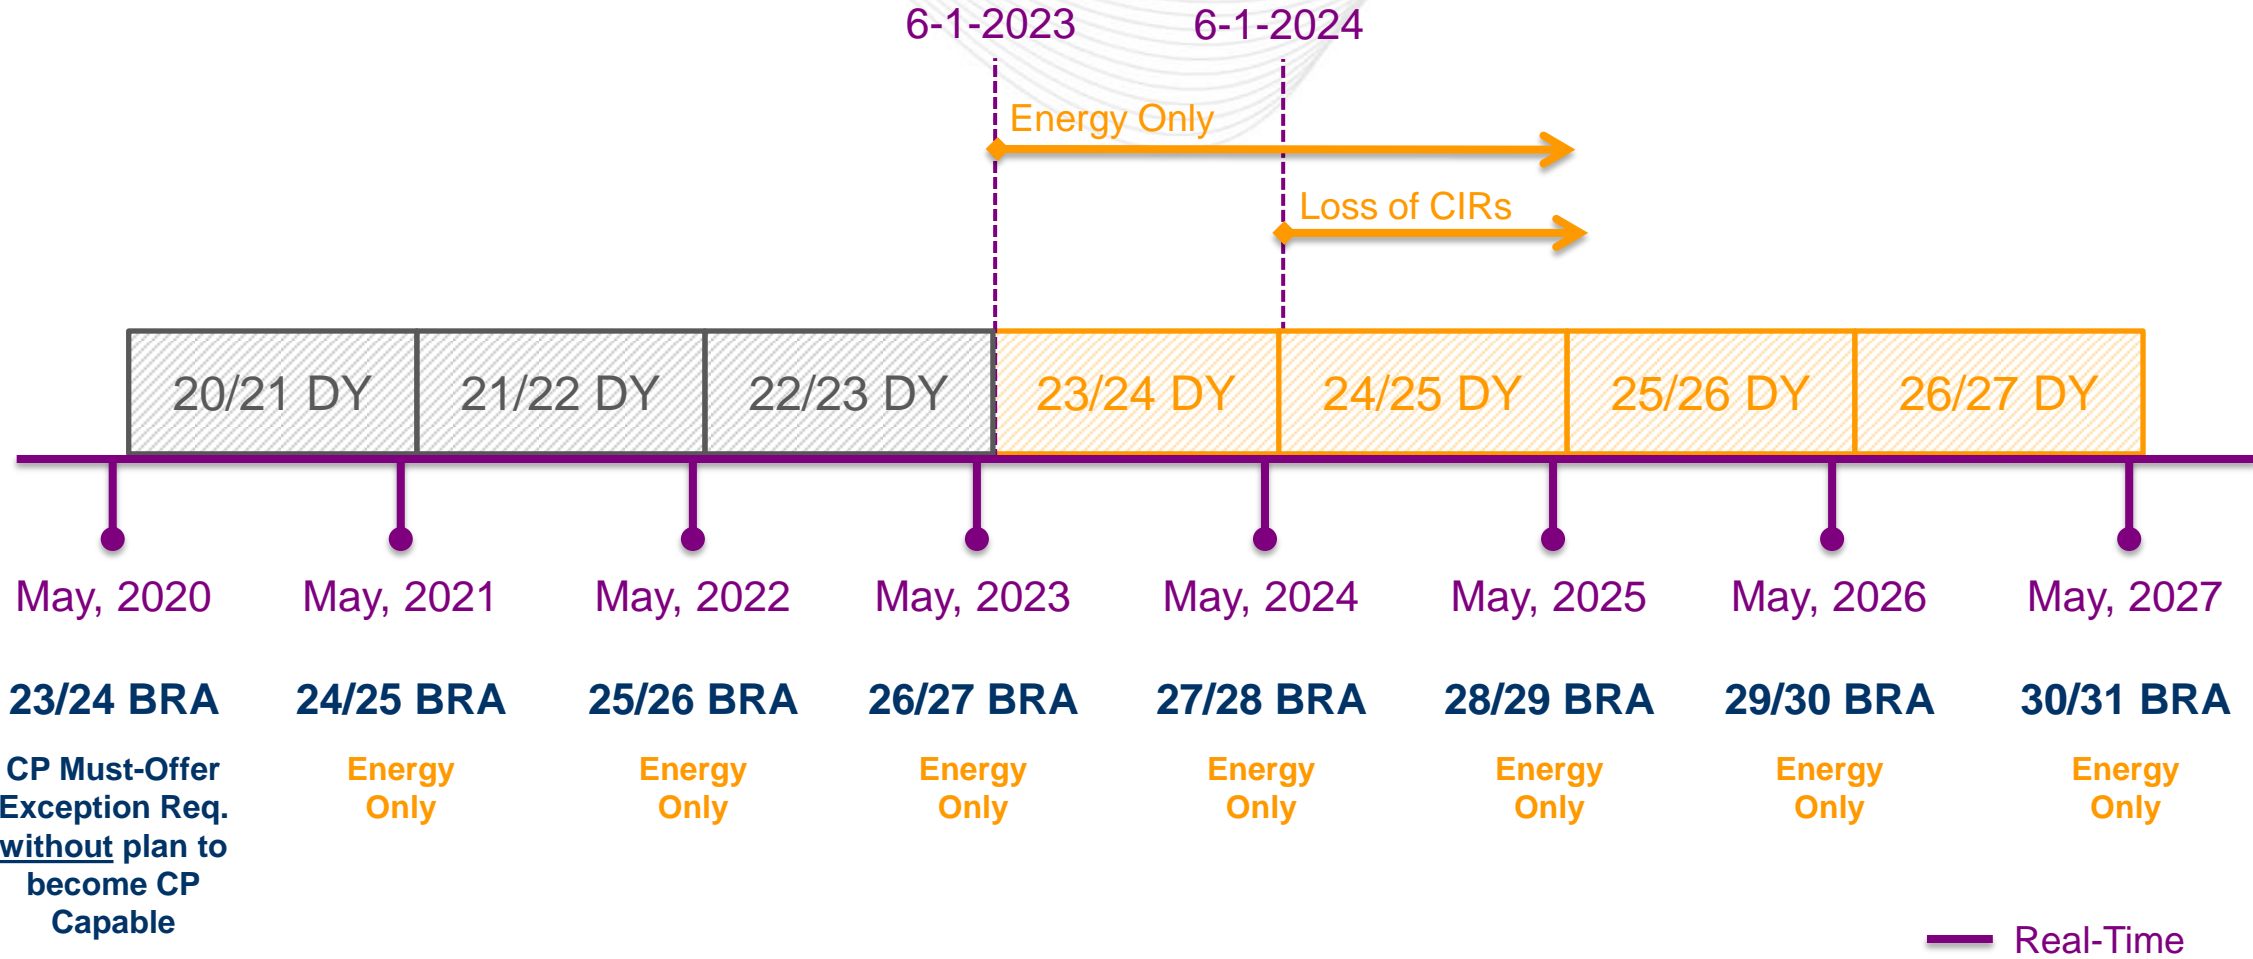 6-1-2023
6-1-2024
Energy Only
Loss of CIRs
20/21 DY
21/22 DY
22/23 DY
23/24 DY
24/25 DY
25/26 DY
26/27 DY
May, 2020
May, 2021
May, 2022
May, 2023
May, 2024
May, 2025
May, 2026
May, 2027
23/24 BRA
24/25 BRA
25/26 BRA
26/27 BRA
27/28 BRA
28/29 BRA
29/30 BRA
30/31 BRA
CP Must-Offer
Exception Req.
without plan to
become CP
Capable
Energy
Only
Energy
Only
Energy
Only
Energy
Only
Energy
Only
Energy
Only
Energy
Only
Real-Time